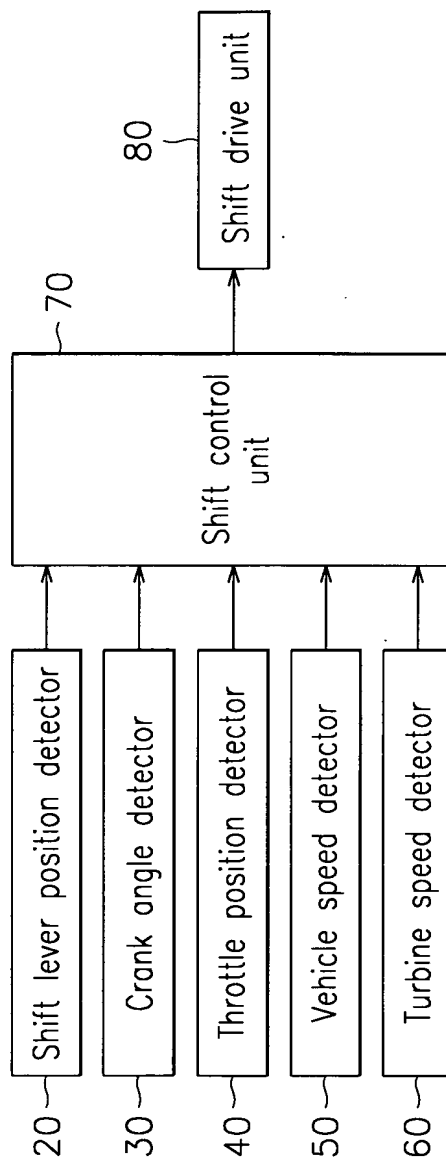 20
Shift lever position detector
30
Crank angle detector
40
Throttle position detector
50
Vehicle speed detector
60
Turbine speed detector
70
Shift control
unit
80
Shift drive unit